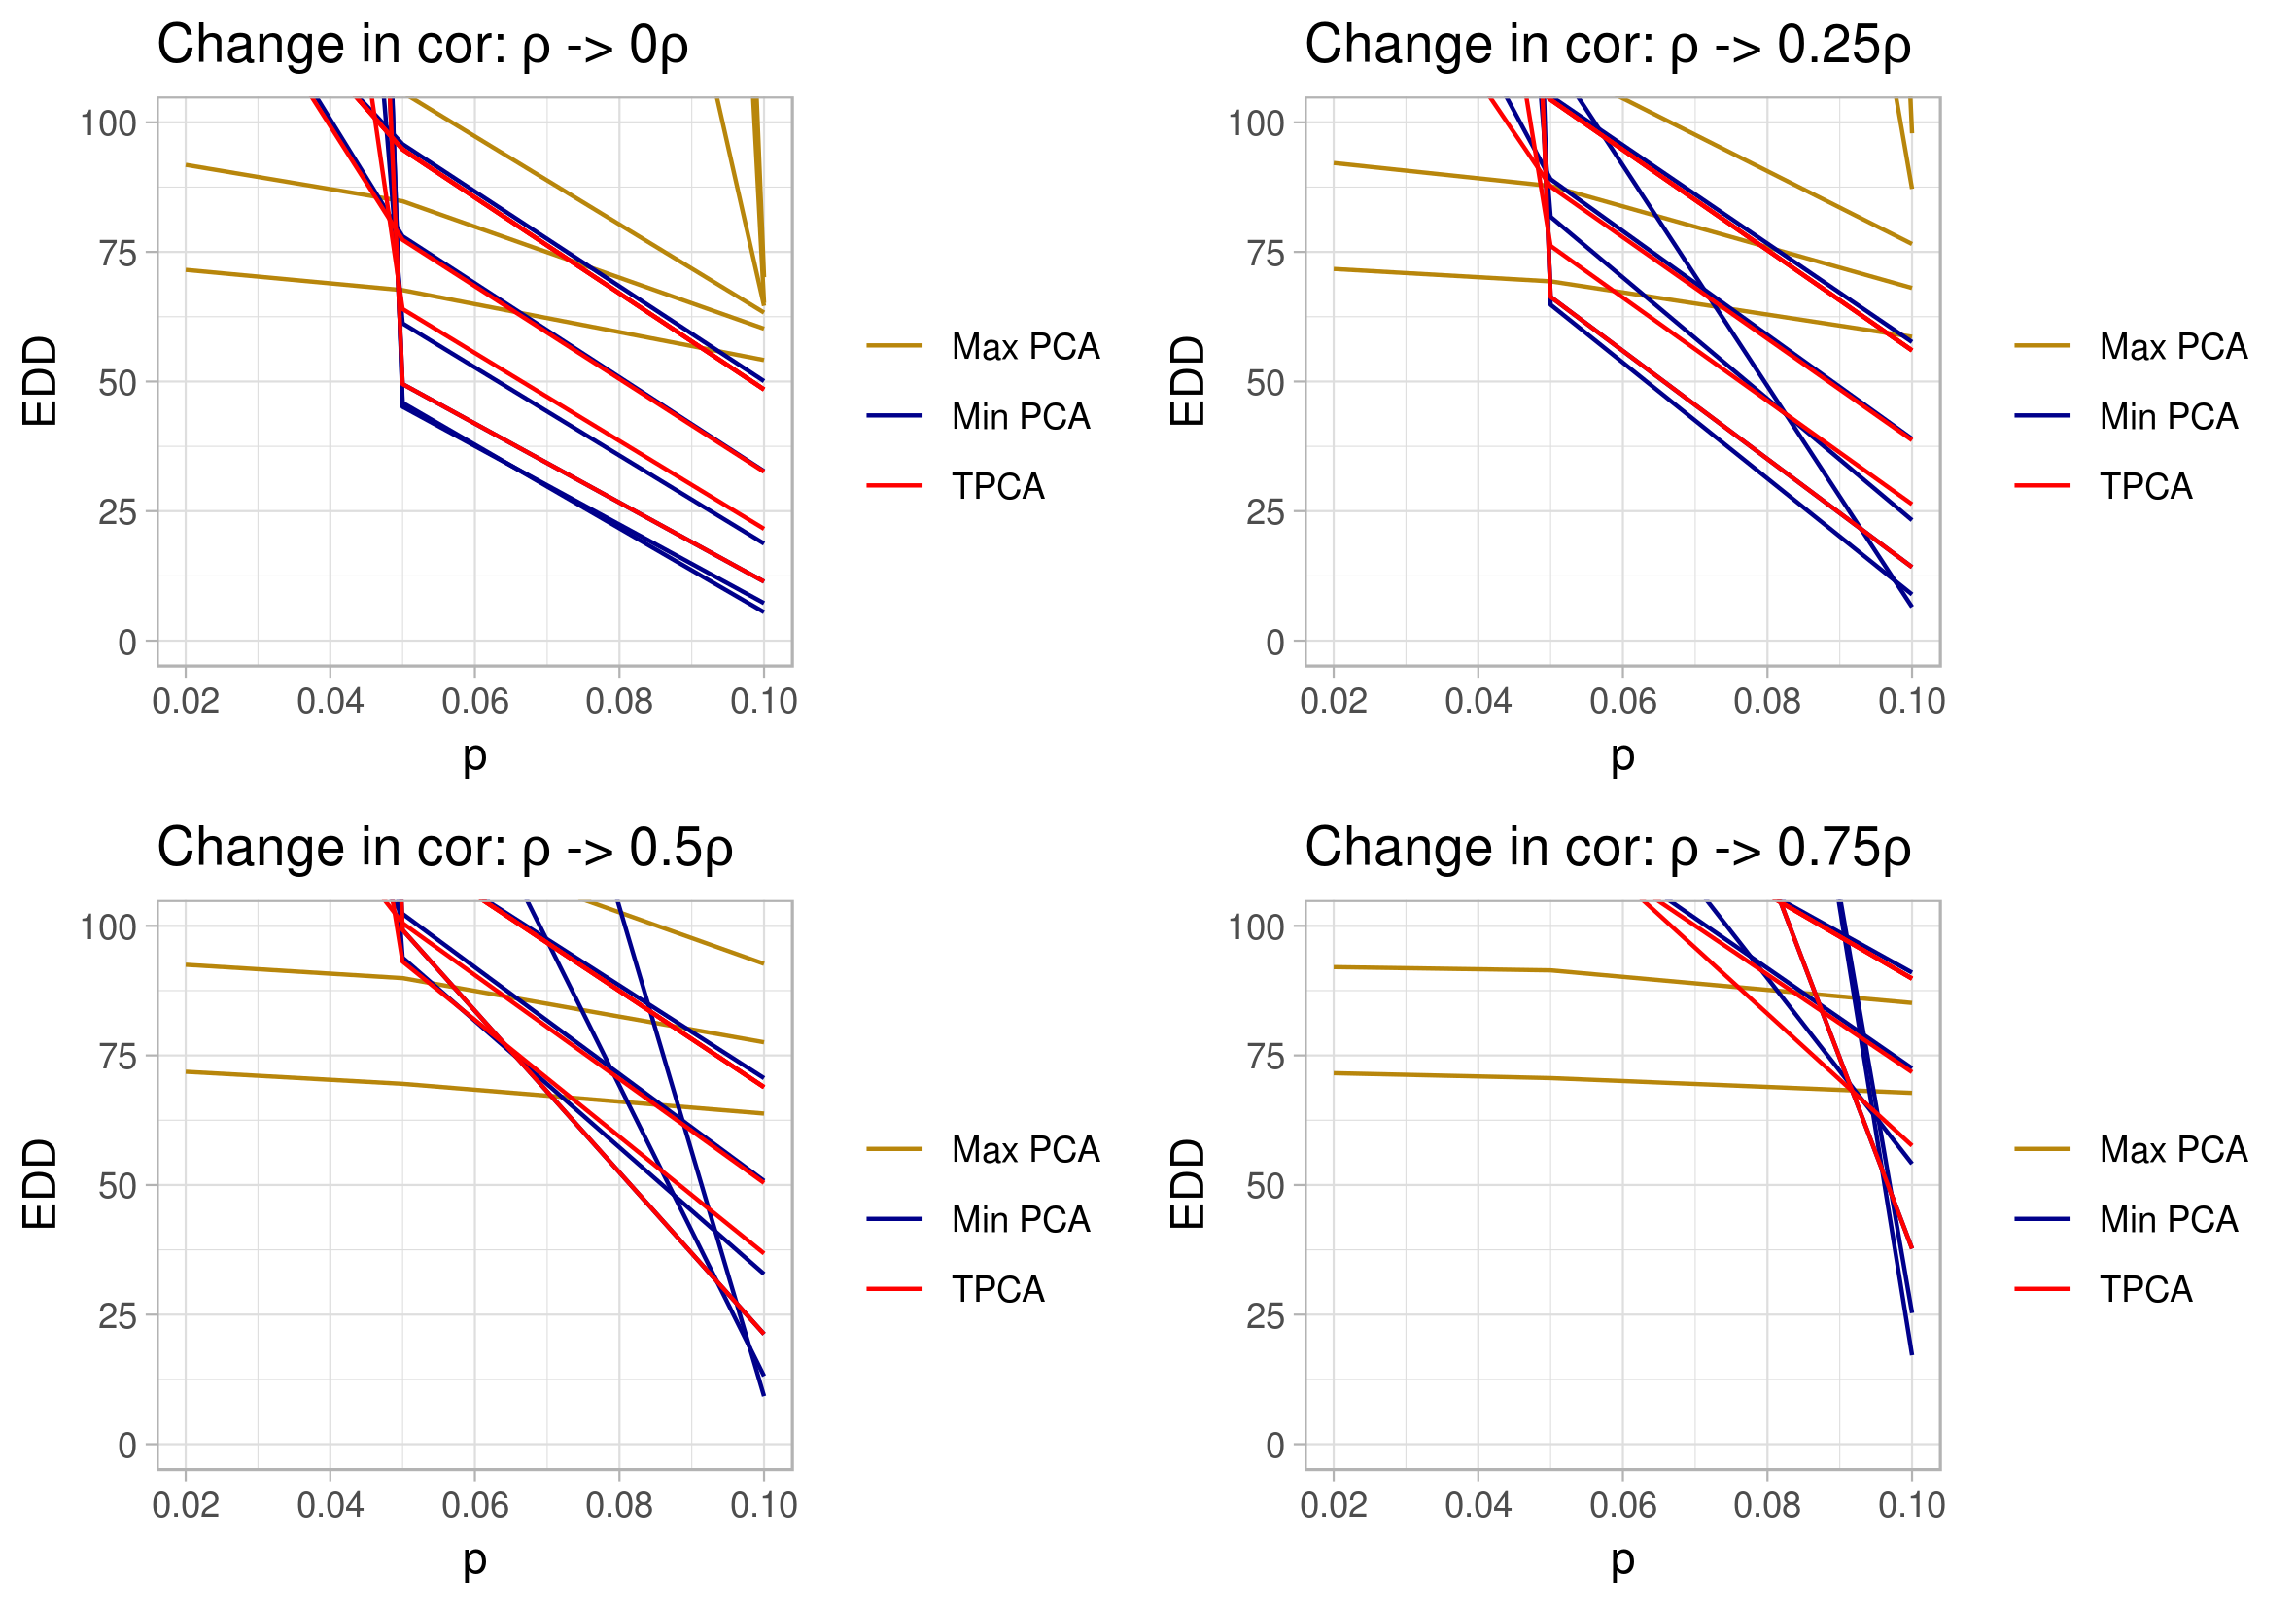 Change in cor: ρ -> 0ρ
EDD
100
75
50
25
0
0.02 0.04 0.06 0.08 0.10
p
Max PCA
Min PCA
TPCA
Change in cor: ρ -> 0.25ρ
EDD
100
75
50
25
0
0.02 0.04 0.06 0.08 0.10
p
Max PCA
Min PCA
TPCA
Change in cor: ρ -> 0.5ρ
EDD
100
75
50
25
0
0.02 0.04 0.06 0.08 0.10
p
Max PCA
Min PCA
TPCA
Change in cor: ρ -> 0.75ρ
EDD
100
75
50
25
0
0.02 0.04 0.06 0.08 0.10
p
Max PCA
Min PCA
TPCA